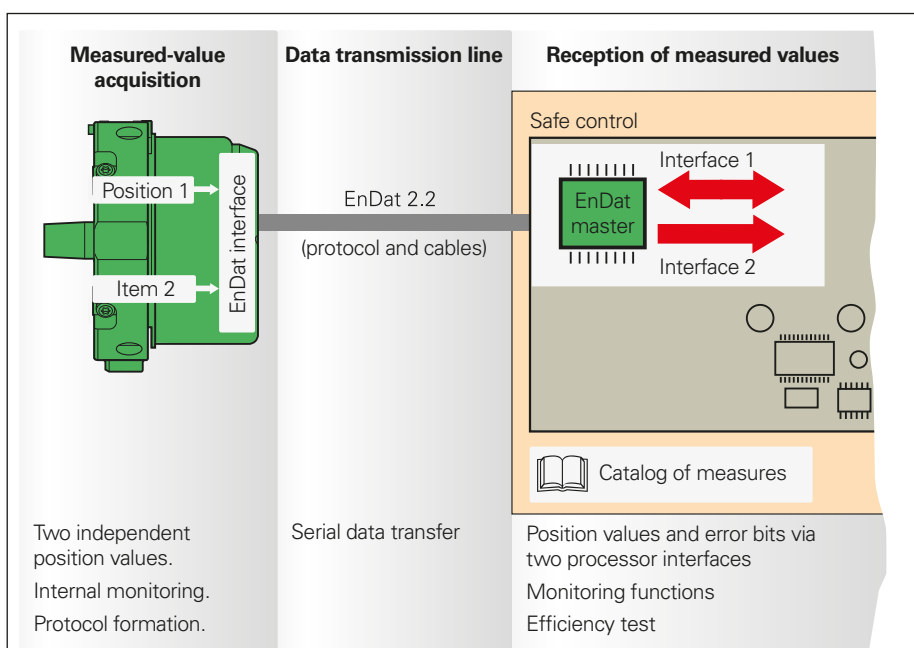 Measured-value
acquisition
Data transmission line
Reception of measured values
Safe control
Position 1
Item 2
EnDat interface
EnDat 2.2
(protocol and cables)
EnDat
master
Interface 1
Interface 2
Catalog of measures
Two independent
position values.
Internal monitoring.
Protocol formation.
Serial data transfer
Position values and error bits via
two processor interfaces
Monitoring functions
Efficiency test